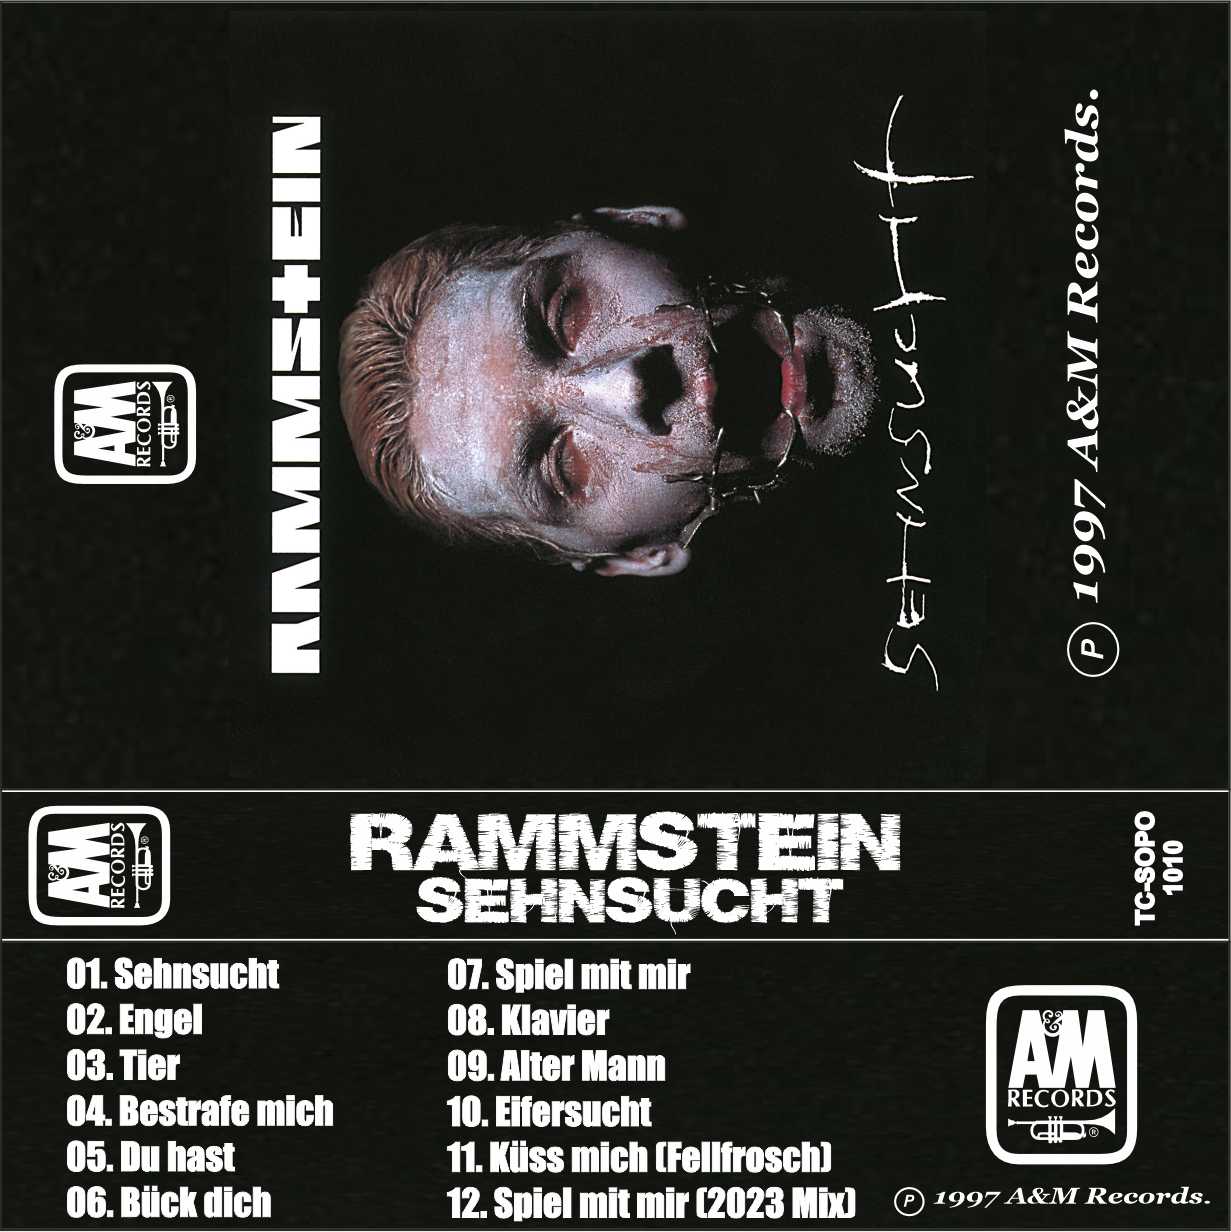 RAMMSTEIN
SEHNSUCHT
Ⓟ 1997 A&M Records.
A&M
RECORDS
®
A&M
RECORDS
®
RAMMSTEIN
SEHNSUCHT
TC-SOPO
1010
01. Sehnsucht
02. Engel
03. Tier
04. Bestrafe mich
05. Du hast
06. Bück dich
07. Spiel mit mir
08. Klavier
09. Alter Mann
10. Eifersucht
11. Küss mich (Fellfrosch)
12. Spiel mit mir (2023 Mix)
A&M
RECORDS
®
Ⓟ 1997 A&M Records.